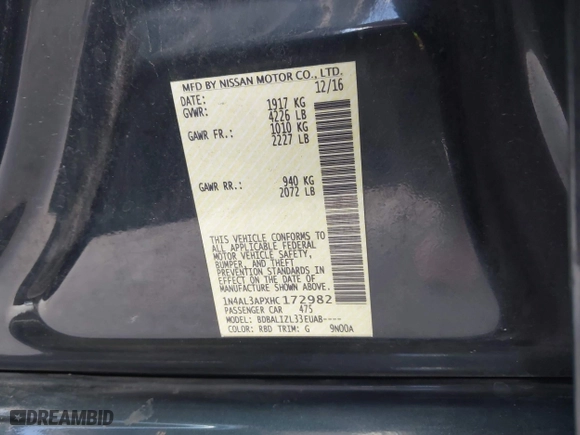 MFD BY NISSAN MOTOR CO., LTD.
DATE: 12/16
GVWR: 1917 KG
4226 LB
GAWR FR.: 1010 KG
2227 LB
GAWR RR.: 940 KG
2072 LB
THIS VEHICLE CONFORMS TO
ALL APPLICABLE FEDERAL
MOTOR VEHICLE SAFETY,
BUMPER, AND THEFT
PREVENTION STANDARDS IN
EFFECT ON THE DATE OF
MANUFACTURE SHOWN ABOVE.
1N4AL3APXHC172982
PASSENGER CAR 475
MODEL: BDBALIZL33EUAB----
COLOR: RBD TRIM: G 9N00A
DREAMBID